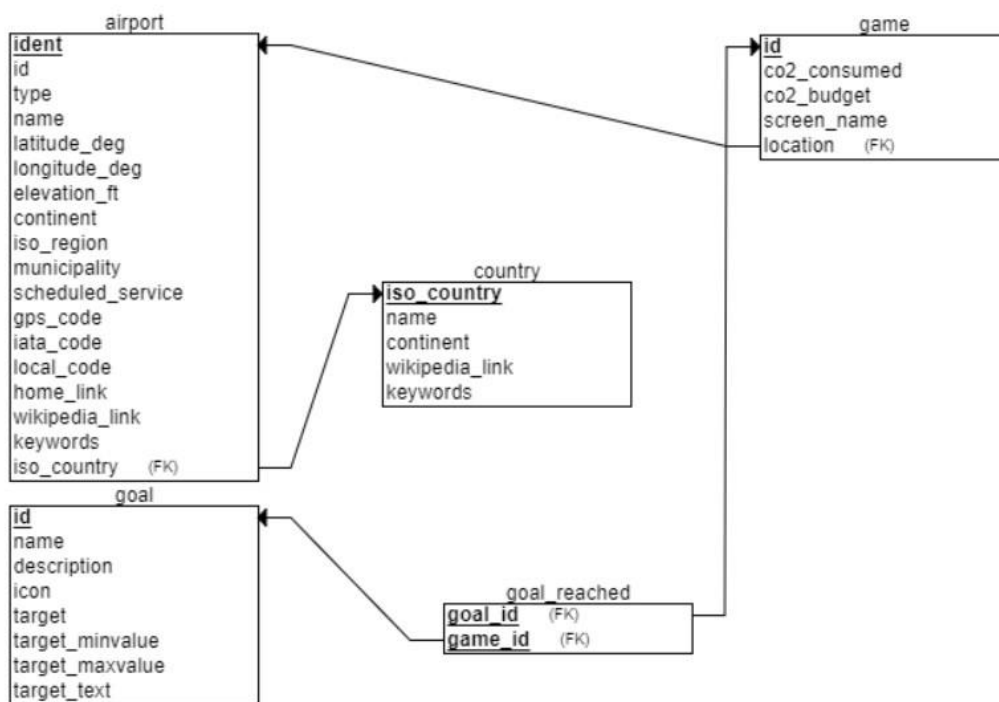 airport
ident
id
type
name
latitude_deg
longitude_deg
elevation_ft
continent
iso_region
municipality
scheduled_service
gps_code
iata_code
local_code
home_link
wikipedia_link
keywords
iso_country (FK)
game
id
co2_consumed
co2_budget
screen_name
location (FK)
country
iso_country
name
continent
wikipedia_link
keywords
goal
id
name
description
icon
target
target_minvalue
target_maxvalue
target_text
goal_reached
goal_id (FK)
game_id (FK)